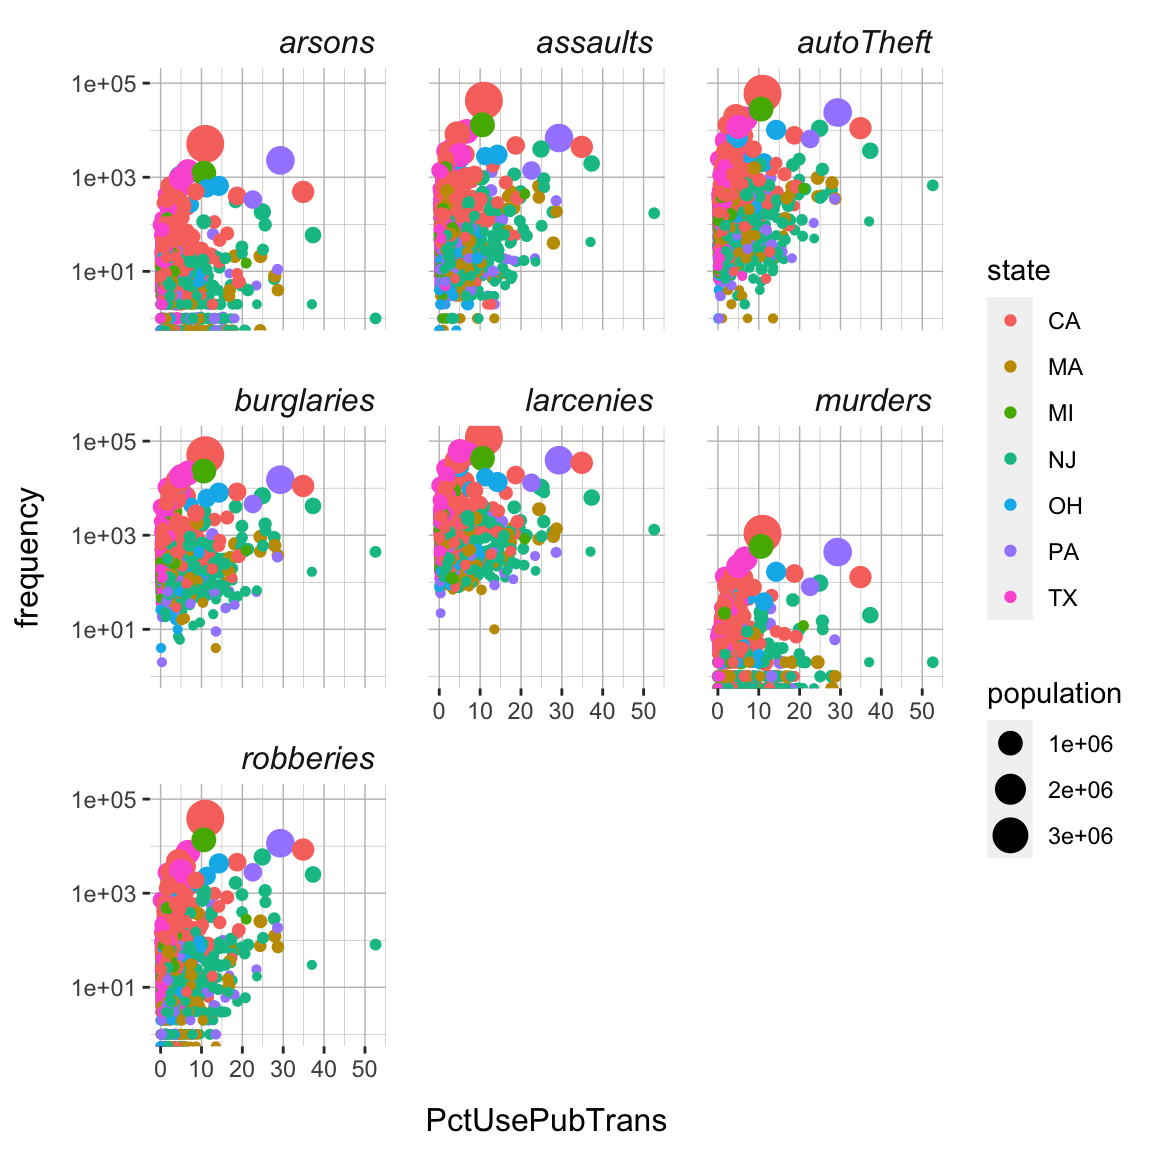 arsons
assaults
autoTheft
1e+05
1e+03
1e+01
burglaries
larcenies
murders
1e+05
1e+03
1e+01
0 10 20 30 40 50
0 10 20 30 40 50
robberies
1e+05
1e+03
1e+01
0 10 20 30 40 50
PctUsePubTrans
frequency
state
CA
MA
MI
NJ
OH
PA
TX
population
1e+06
2e+06
3e+06